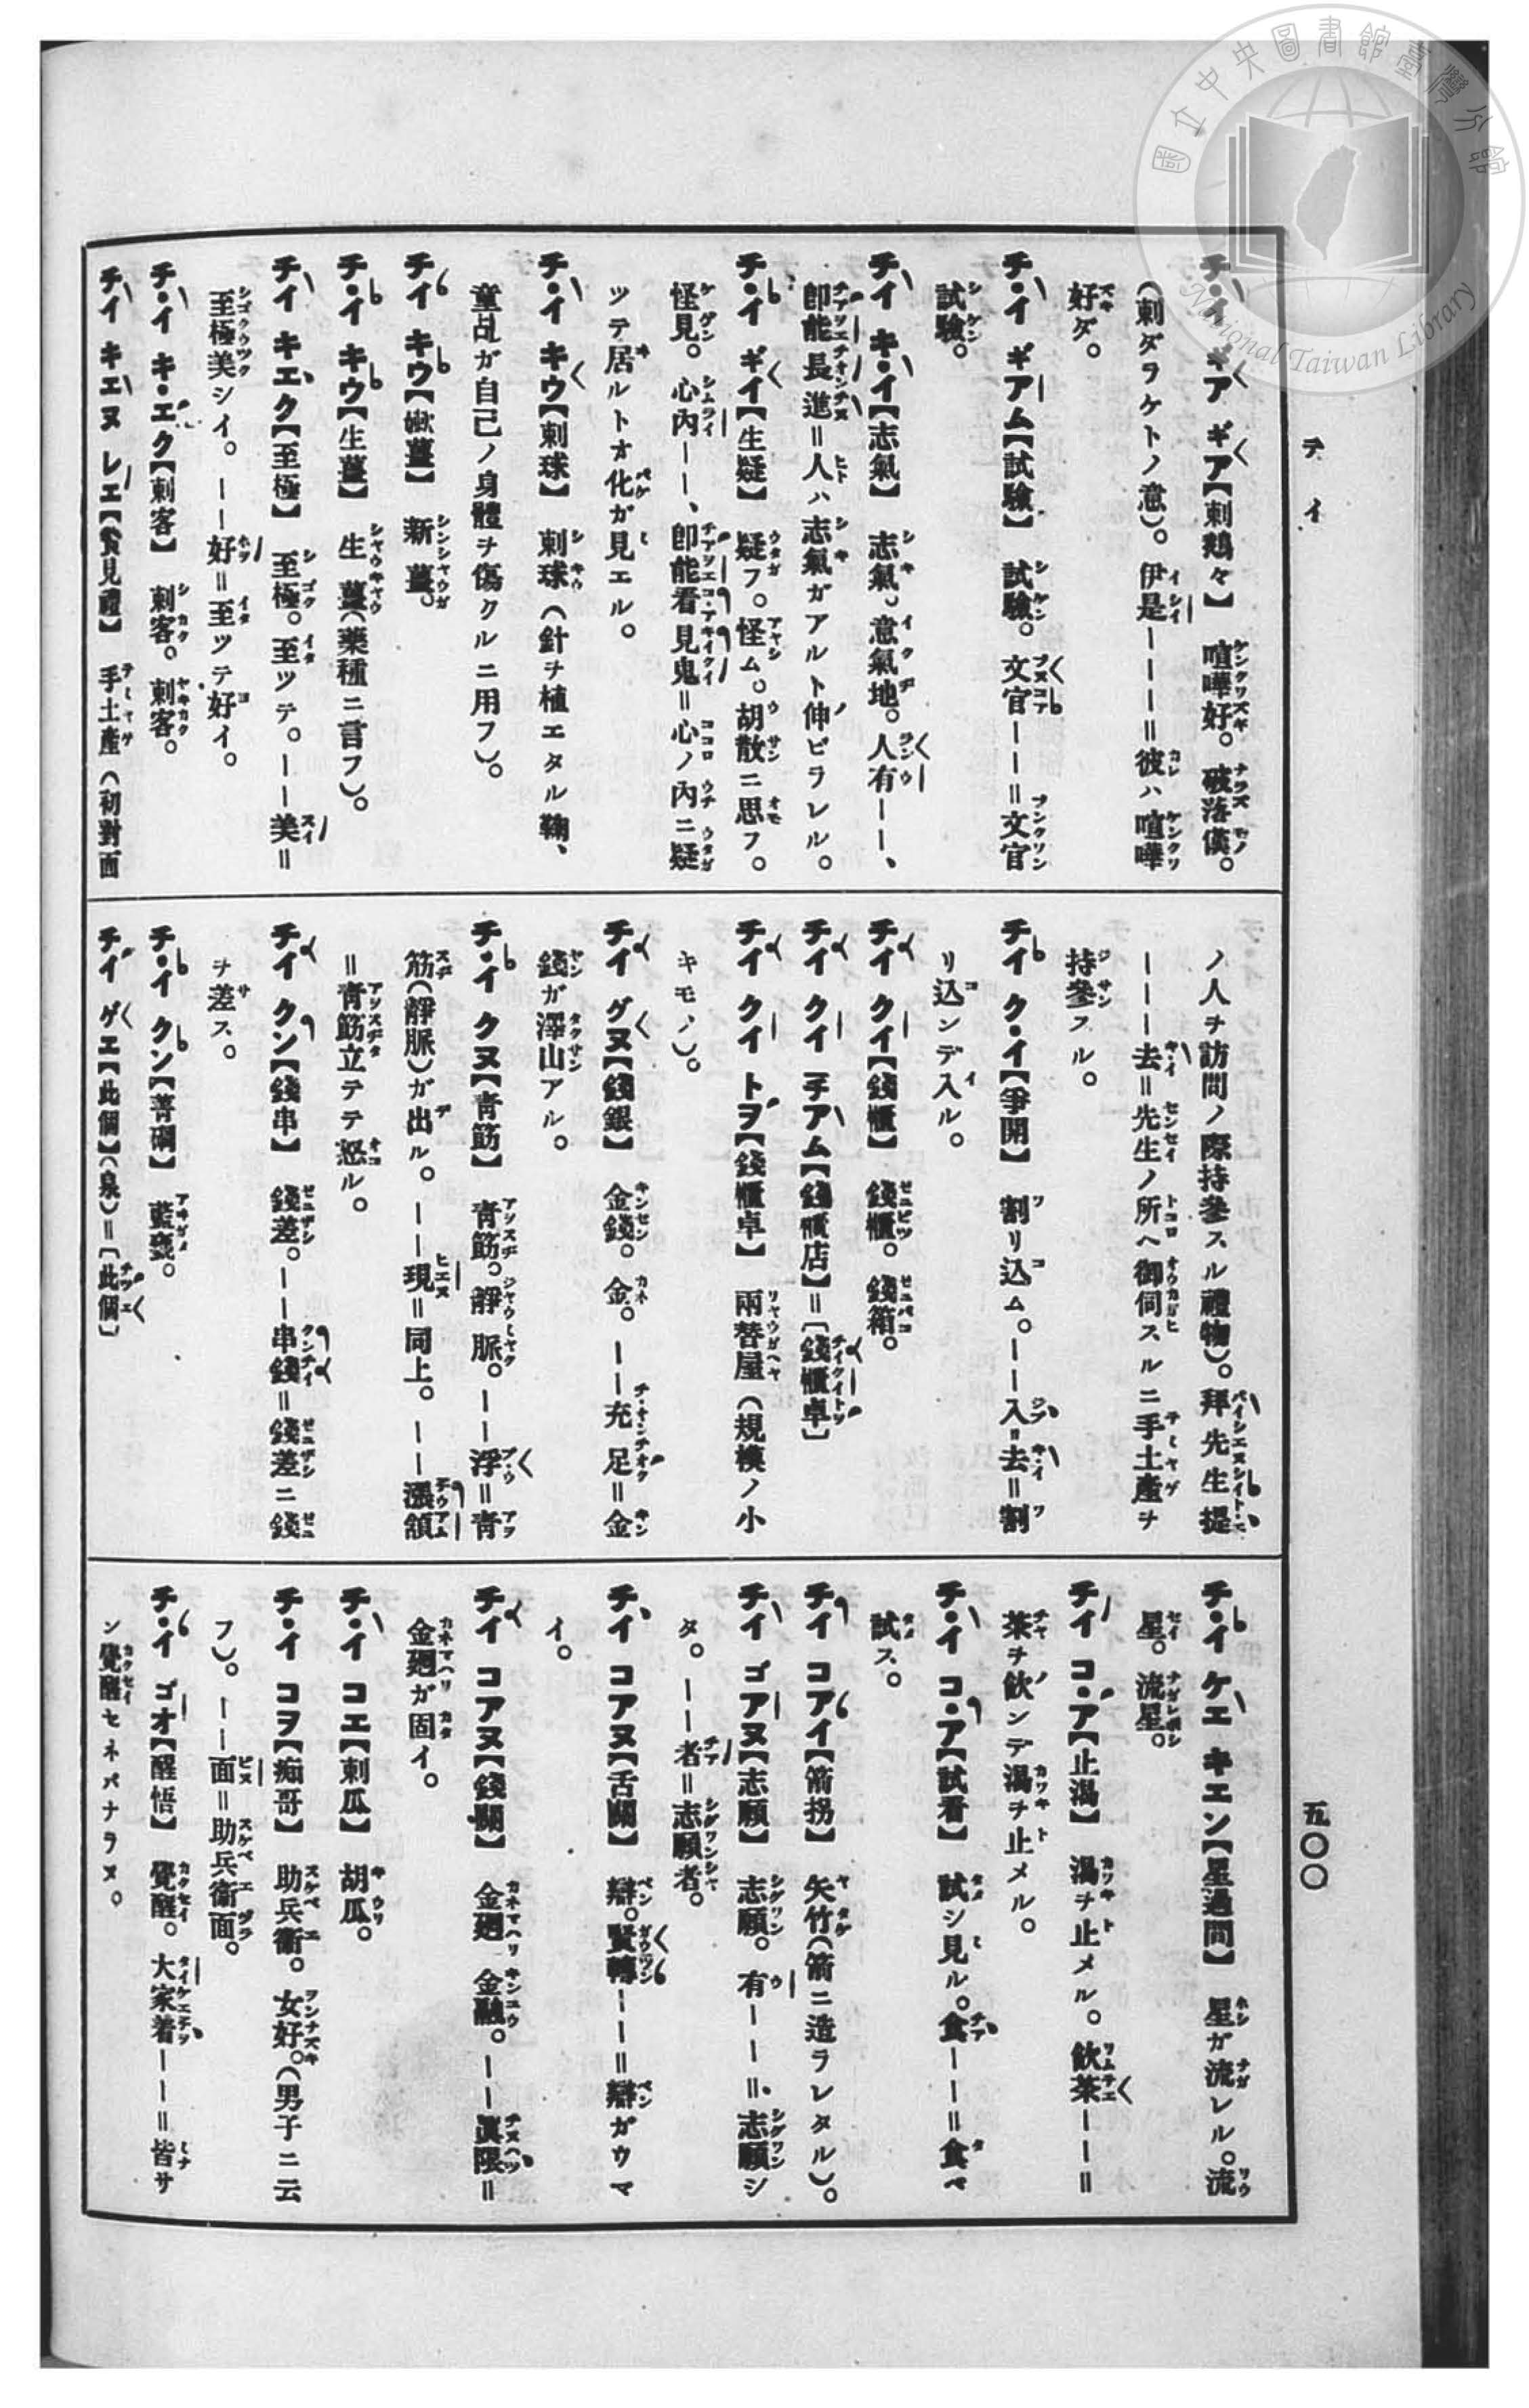 チイ
五〇〇
チ・イ ギア ギア【刺鷄々】 喧嘩好。破落僕。
(刺ダラケトノ意)。伊是ーーー=彼ハ喧嘩
好ダ。
チ・イ ギアム【試驗】 試驗。文官ーー=文官
試驗。
チイ キ・イ【志氣】 志氣。意氣地。人有ーー、
卽能長進=人ハ志氣ガアルト伸ビラレル。
チ・イ ギイ【生疑】 疑フ。怪ム。胡散ニ思フ。
怪見。心內ーー、卽能看見鬼=心ノ內ニ疑
ツテ居ルトオ化ガ見エル。
チ・イ キウ【刺球】 刺球(針ヲ植エタル鞠、
童乩ガ自己ノ身體ヲ傷クルニ用フ)。
チイ キウ【嫩薑】 新薑。
チ・イ キウ【生薑】 生薑(藥種ニ言フ)。
チイ キエク【至極】 至極。至ツテ。ーー美=
至極美シイ。ーー好=至ツテ好イ。
チ・イ キ・エク【刺客】 刺客。刺客。
チイ キエヌ レエ【贄見禮】 手土產(初對面
ノ人ヲ訪問ノ際持參スル禮物)。拜先生提
ーーー去=先生ノ所ヘ御伺スルニ手土產ヲ
持參フル。
チイ ク・イ【爭開】 割リ込ム。ーー入去=割
リ込ンデ入ル。
チイ クイ【錢櫃】 錢櫃。錢箱。
チイ クイ チアム【錢櫃店】=〔錢櫃卓〕
チイ クイ トヲ【錢櫃卓】 兩替屋(規模ノ小
キモノ)。
チイ グヌ【錢銀】 金錢。金。ーー充足=金
錢ガ澤山アル。
チ・イ クヌ【靑筋】 靑筋。靜脈。ーー浮=靑
筋(靜脈)ガ出ル。ーー現=同上。ーー漲頷
=靑筋立テテ怒ル。
チイ クン【錢串】 錢差。ーー串錢=錢差ニ錢
ヲ差ス。
チ・イ クン【菁礐】 藍甕。
チイ ゲエ【此個】(泉)=〔此個〕
チ・イ ケエ キエン【星過間】 星ガ流レル。流
星。流星。
チイ コ・ア【止渴】 渴ヲ止メル。飲茶ーー=
茶ヲ飲ンデ渴ヲ止メル。
チ・イ コ・ア【試看】 試シ見ル。食ーー=食ベ
試ス。
チイ コアイ【箭拐】 矢竹(箭ニ造ラレタル)。
チイ ゴアヌ【志願】 志願。有ーー=志願シ
タ。ーー者=志願者。
チイ コアヌ【舌關】 辯。賢轉ーー=辯ガウマ
イ。
チイ コアヌ【錢關】 金廻 金融。ーー眞限=
金廻ガ固イ。
チ・イ コエ【刺瓜】 胡瓜。
チ・イ コヲ【痴哥】 助兵衞。女好。(男子ニ云
フ)。ーー面=助兵衞面。
チ・イ ゴオ【醒悟】 覺醒。大家着ーー=皆サ
ン覺醒セネバナラヌ。
國立中央圖書館臺灣分館
National Taiwan Library